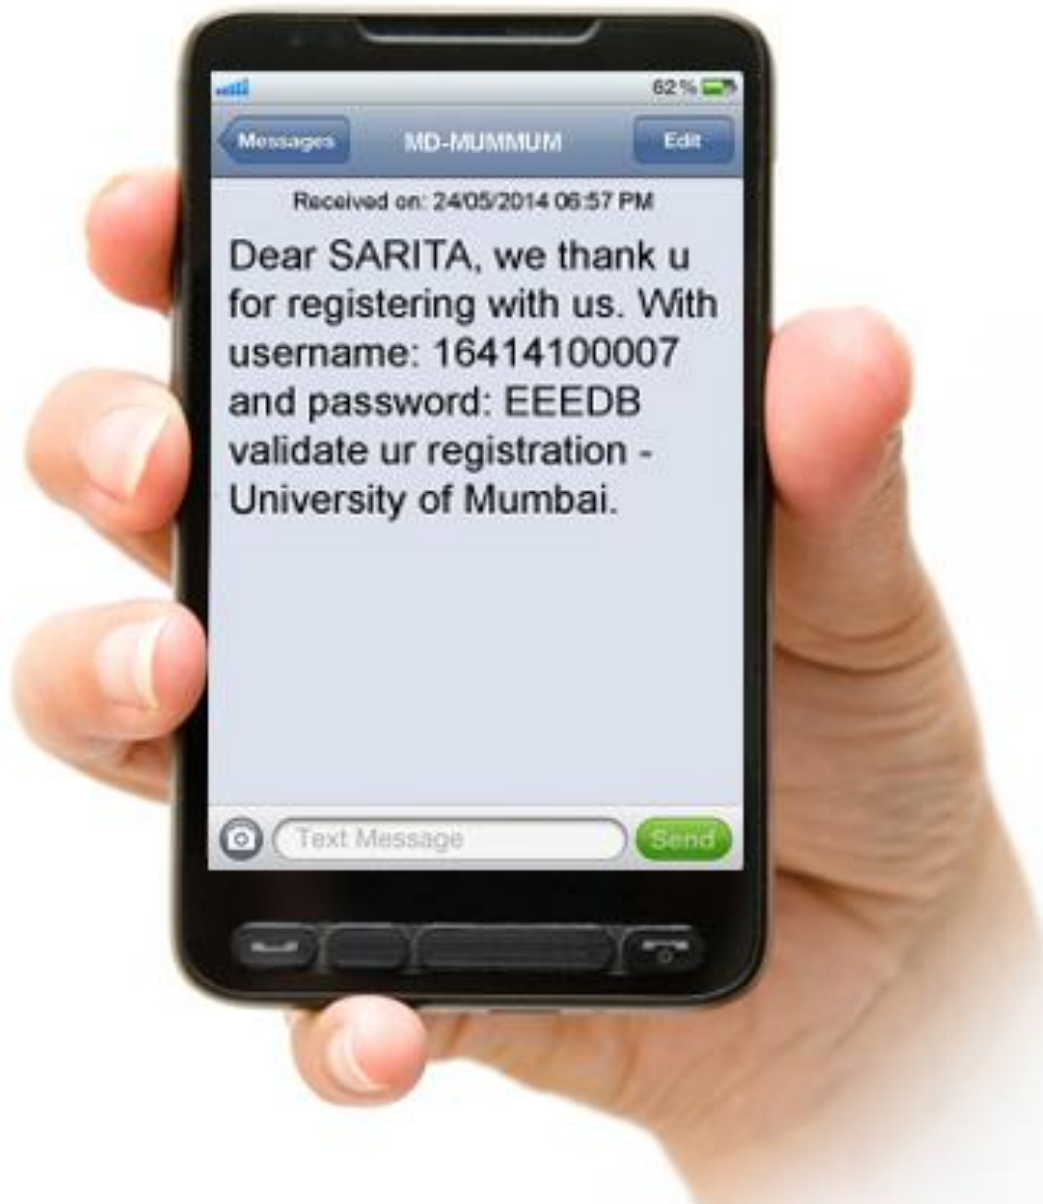 62%
Messages
MD-MUMMUM
Edit
Received on: 24/05/2014 06:57 PM
Dear SARITA, we thank u
for registering with us. With
username: 16414100007
and password: EEEDB
validate ur registration -
University of Mumbai.
Text Message
Send